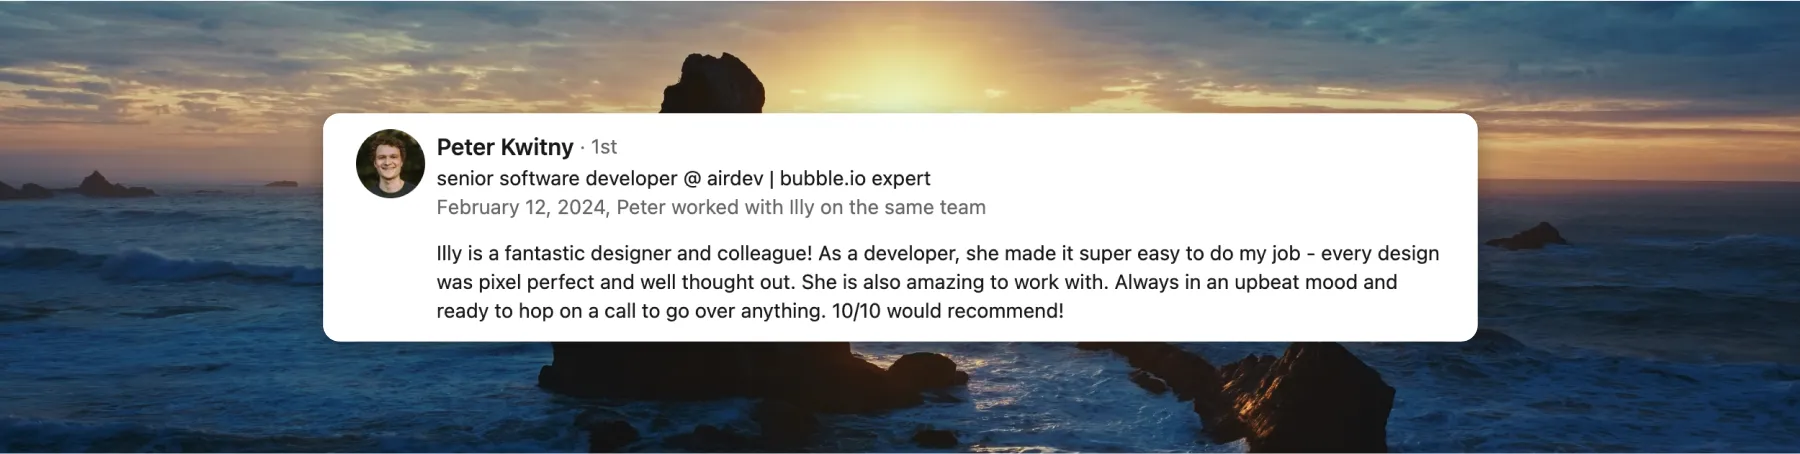 Peter Kwitny · 1st
senior software developer @ airdev | bubble.io expert
February 12, 2024, Peter worked with Illy on the same team
Illy is a fantastic designer and colleague! As a developer, she made it super easy to do my job - every design
was pixel perfect and well thought out. She is also amazing to work with. Always in an upbeat mood and
ready to hop on a call to go over anything. 10/10 would recommend!